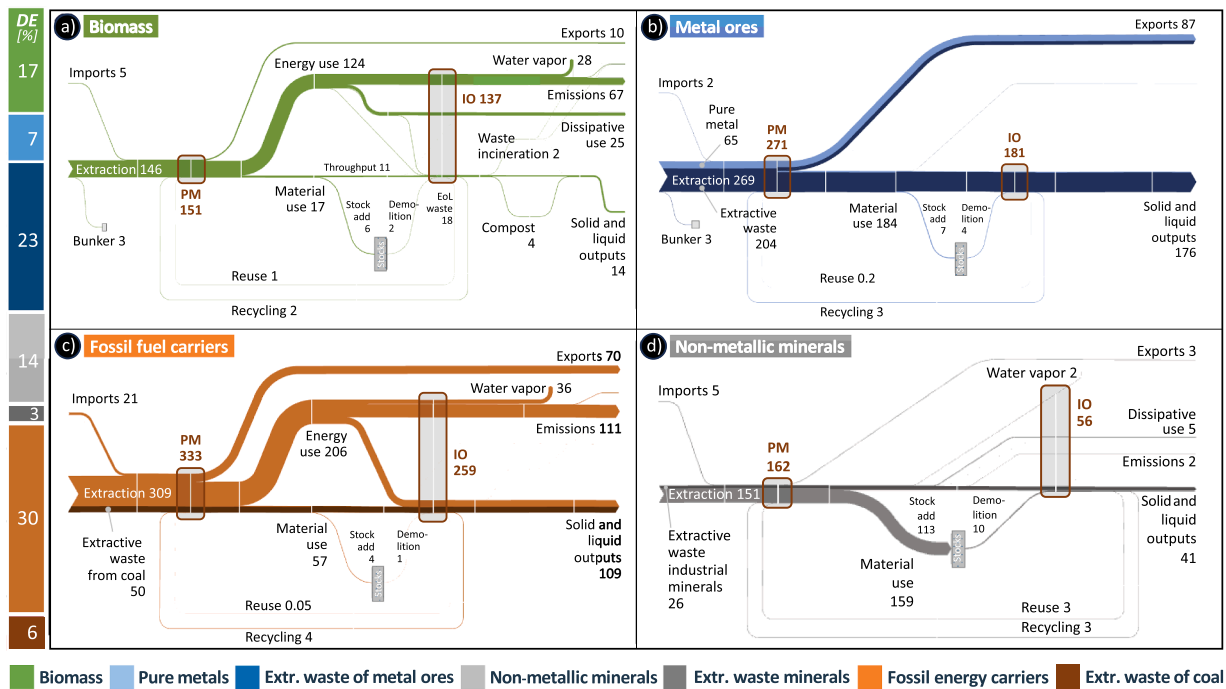 DE
[%]
17
7
23
14
3
30
6
a) Biomass
Exports 10
Imports 5
Energy use 124
Water vapor 28
Emissions 67
IO 137
Dissipative
use 25
Waste
incineration 2
Extraction 146
PM
151
Throughput 11
Material
use 17
Stock
add
6
Demo-
lition
2
EoL
waste
18
Stocks
Bunker 3
Compost
4
Solid and
liquid
outputs
14
Reuse 1
Recycling 2
b) Metal ores
Exports 87
Imports 2
Pure
metal
65
PM
271
IO
181
Extraction 269
Extractive
waste
204
Bunker 3
Material
use 184
Stock
add
7
Demo-
lition
4
Stocks
Solid and
liquid
outputs
176
Reuse 0.2
Recycling 3
c) Fossil fuel carriers
Exports 70
Water vapor 36
Imports 21
Emissions 111
PM
333
Energy
use 206
IO
259
Extraction 309
Extractive
waste
from coal
50
Material
use
57
Stock
add
4
Demo-
lition
1
Stocks
Solid and
liquid
outputs
109
Reuse 0.05
Recycling 4
d) Non-metallic minerals
Exports 3
Water vapor 2
Imports 5
IO
56
Dissipative
use 5
PM
162
Emissions 2
Extraction 151
Extractive
waste
industrial
minerals
26
Stock
add
113
Demo-
lition
10
Stocks
Material
use
159
Solid and
liquid
outputs
41
Reuse 3
Recycling 3
Biomass
Pure metals
Extr. waste of metal ores
Non-metallic minerals
Extr. waste minerals
Fossil energy carriers
Extr. waste of coal